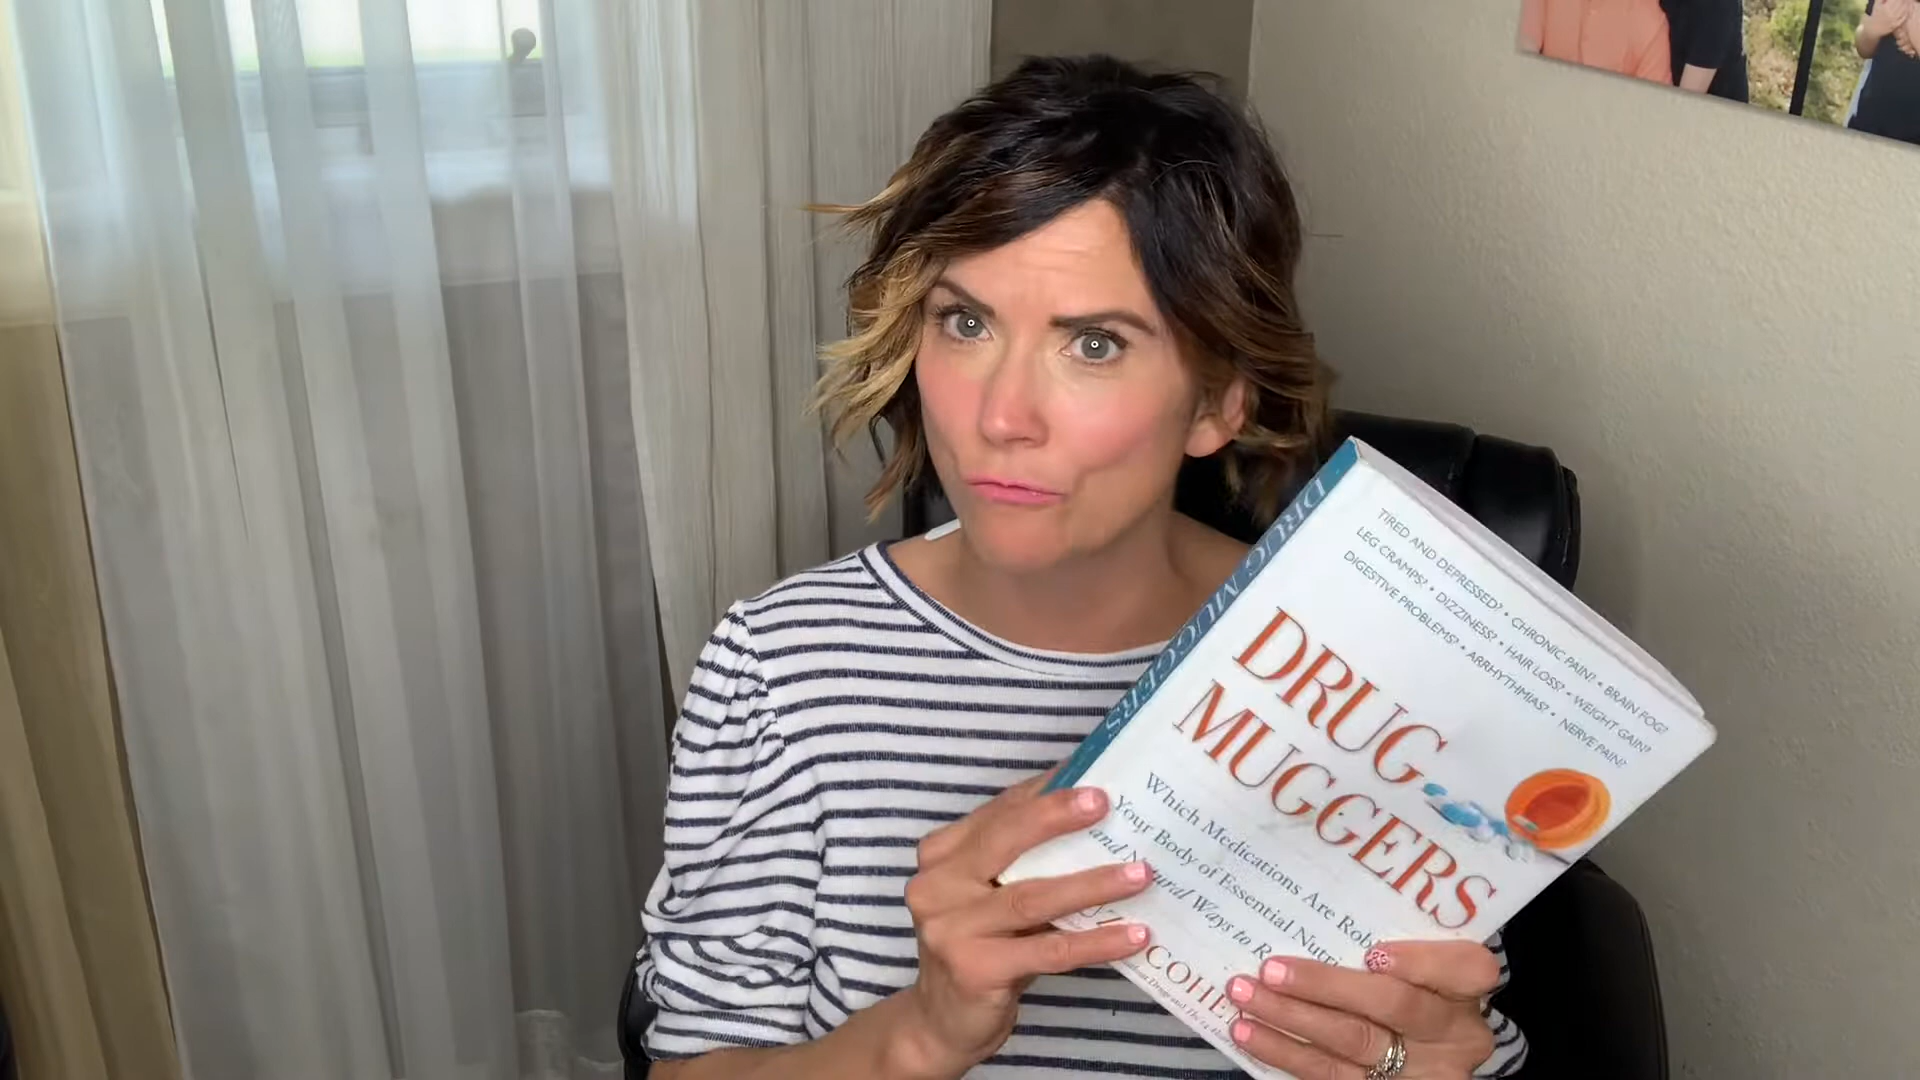 DRUG MUGGERS
TIRED AND DEPRESSED? • CHRONIC PAIN? • BRAIN FOG?
LEG CRAMPS? • DIZZINESS? • HAIR LOSS? • WEIGHT GAIN?
DIGESTIVE PROBLEMS? • ARRHYTHMIAS? • NERVE PAIN?
DRUG
MUGGERS
Which Medications Are Rob
Your Body of Essential Nutri
and Natural Ways to R
UZY COHE